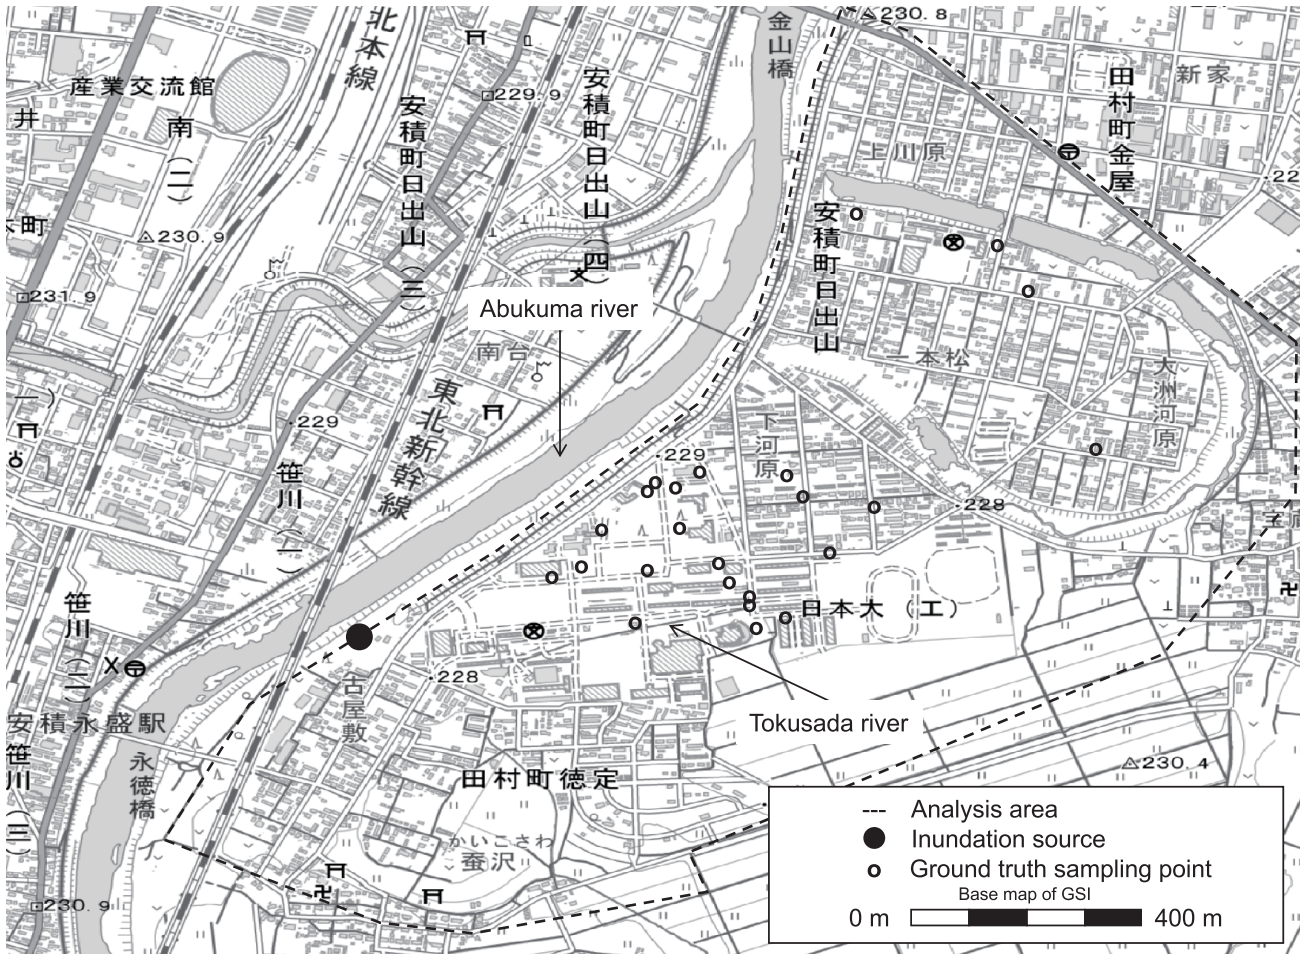 北本線
金山橋
230.8
産業交流館
229.9
安積町日出山
(四)
田村町金屋
新家
井
南(二)
安積町日出山(三)
上川原
町
230.9
安積町日出山
231.9
Abukuma river
南台
一本松
大洲河原
東北新幹線
229
下河原
229
笹川(一)
228
笹川(二)
日本大(工)
228
古屋敷
Tokusada river
安積永盛駅
笹川(三)
永徳橋
田村町徳定
230.4
かいこさわ
蚕沢
230.9
Analysis area
Inundation source
Ground truth sampling point
Base map of GSI
0 m
400 m